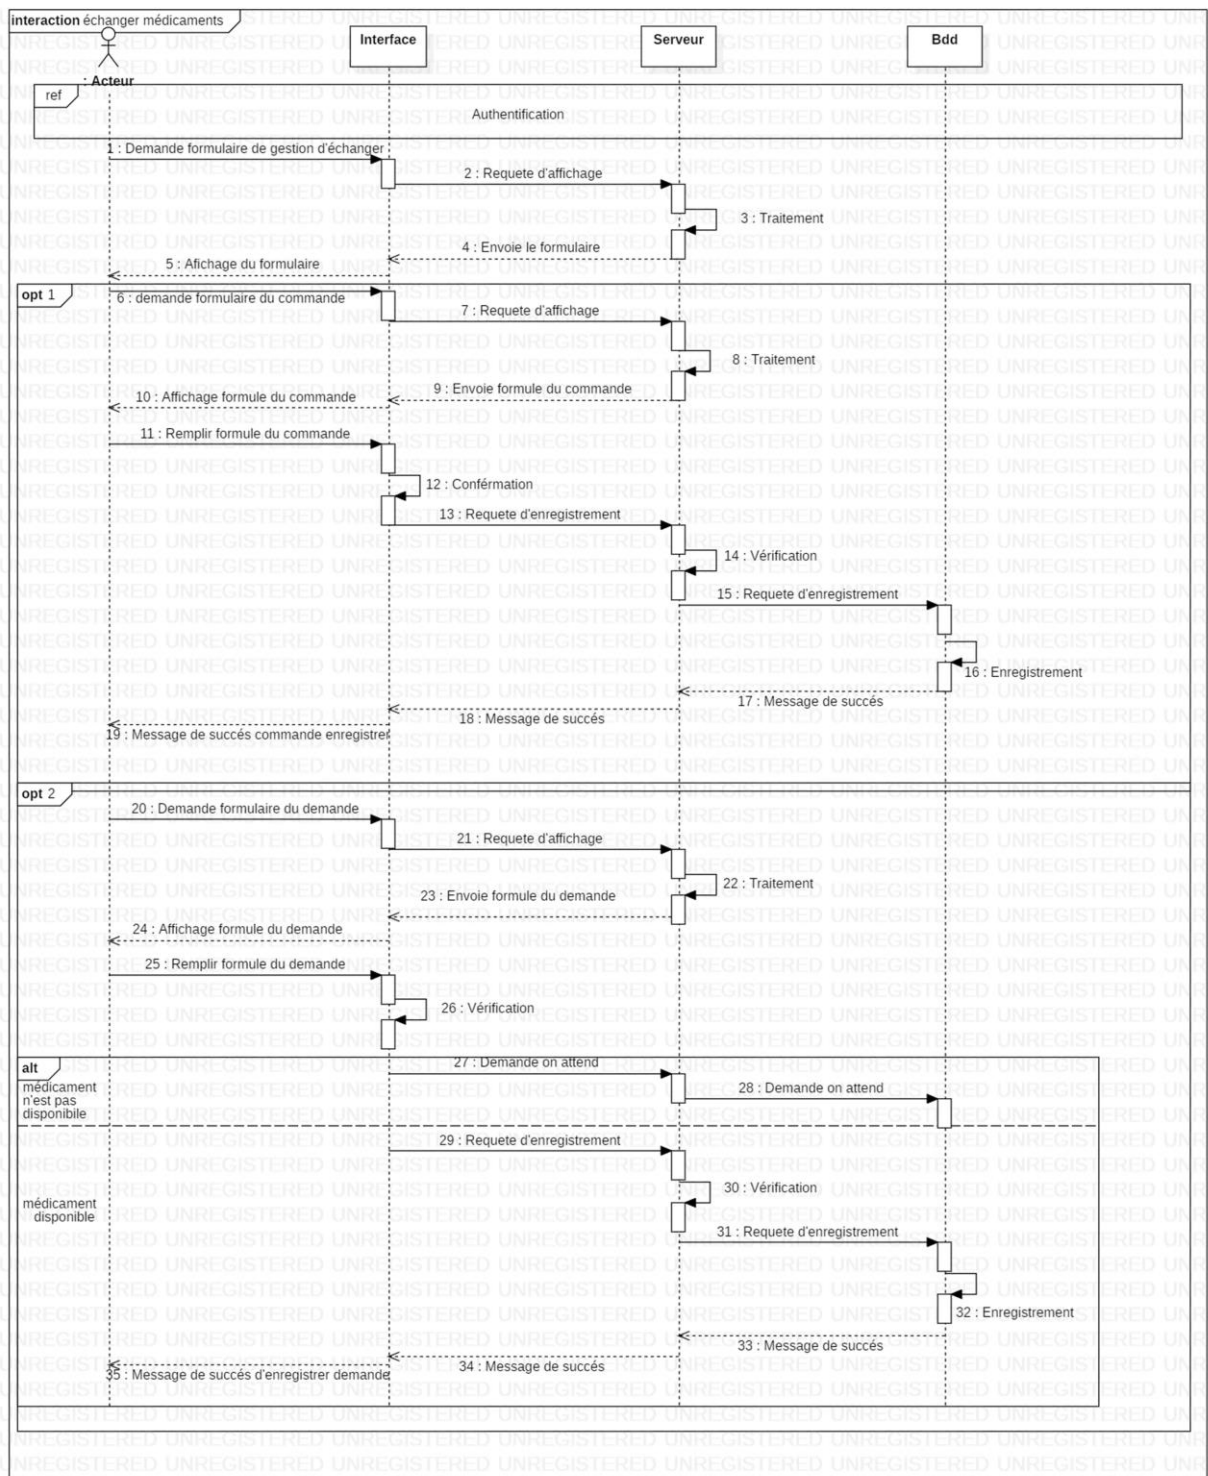 interaction échanger médicaments
Interface
Serveur
Bdd
: Acteur
ref
Authentification
1 : Demande formulaire de gestion d'échanger
2 : Requete d'affichage
3 : Traitement
4 : Envoie le formulaire
5 : Afichage du formulaire
opt 1
6 : demande formulaire du commande
7 : Requete d'affichage
8 : Traitement
9 : Envoie formule du commande
10 : Affichage formule du commande
11 : Remplir formule du commande
12 : Conférmation
13 : Requete d'enregistrement
14 : Vérification
15 : Requete d'enregistrement
16 : Enregistrement
17 : Message de succés
18 : Message de succés
19 : Message de succés commande enregistrer
opt 2
20 : Demande formulaire du demande
21 : Requete d'affichage
22 : Traitement
23 : Envoie formule du demande
24 : Affichage formule du demande
25 : Remplir formule du demande
26 : Vérification
alt
27 : Demande on attend
médicament
n'est pas
disponibile
28 : Demande on attend
29 : Requete d'enregistrement
30 : Vérification
médicament
disponible
31 : Requete d'enregistrement
32 : Enregistrement
33 : Message de succés
34 : Message de succés
35 : Message de succés d'enregistrer demande